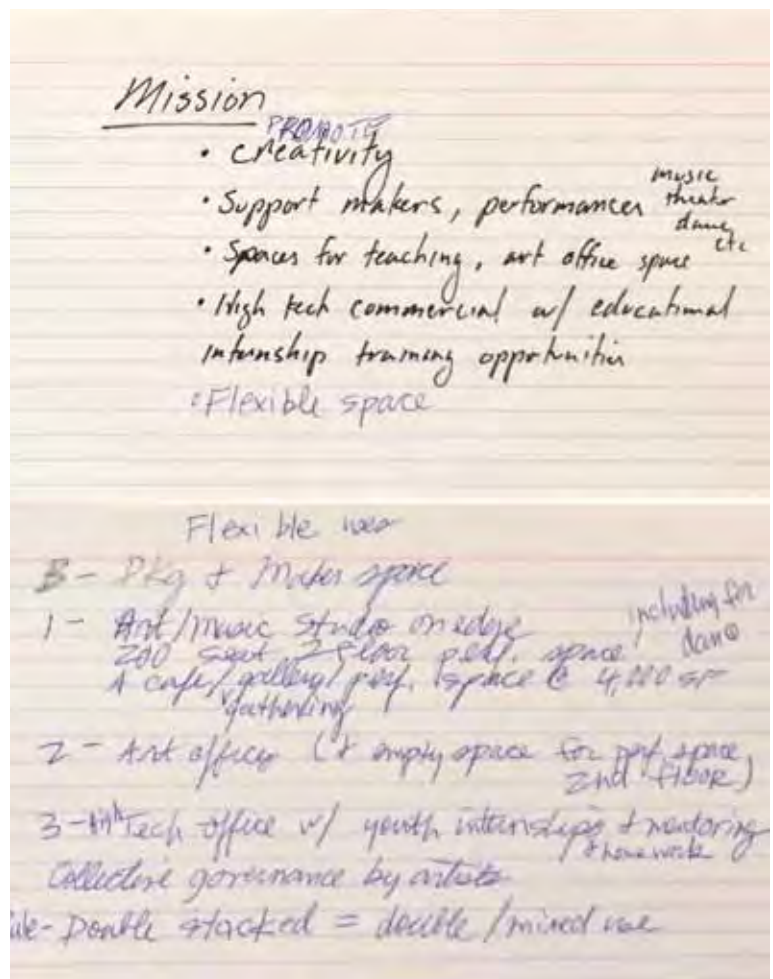 Mission
PROMOTE
• Creativity
• Support makers, performances music theater dance etc
• Spaces for teaching, art office space
• High tech commercial w/ educational
internship training opportunities
• Flexible space
Flexible uses
B - Pkg + Maker space
1 - Art/Music Studio on edge
200 seat 2 floor perf. space, including for dance
A cafe/gallery/perf. space @ 4,000 SF
gathering
2 - Art offices (+ empty space for perf. space,
2nd FLOOR)
3 - High Tech office w/ youth internships + mentoring
+ homework
Collective governance by artists
Double stacked = double/mixed use